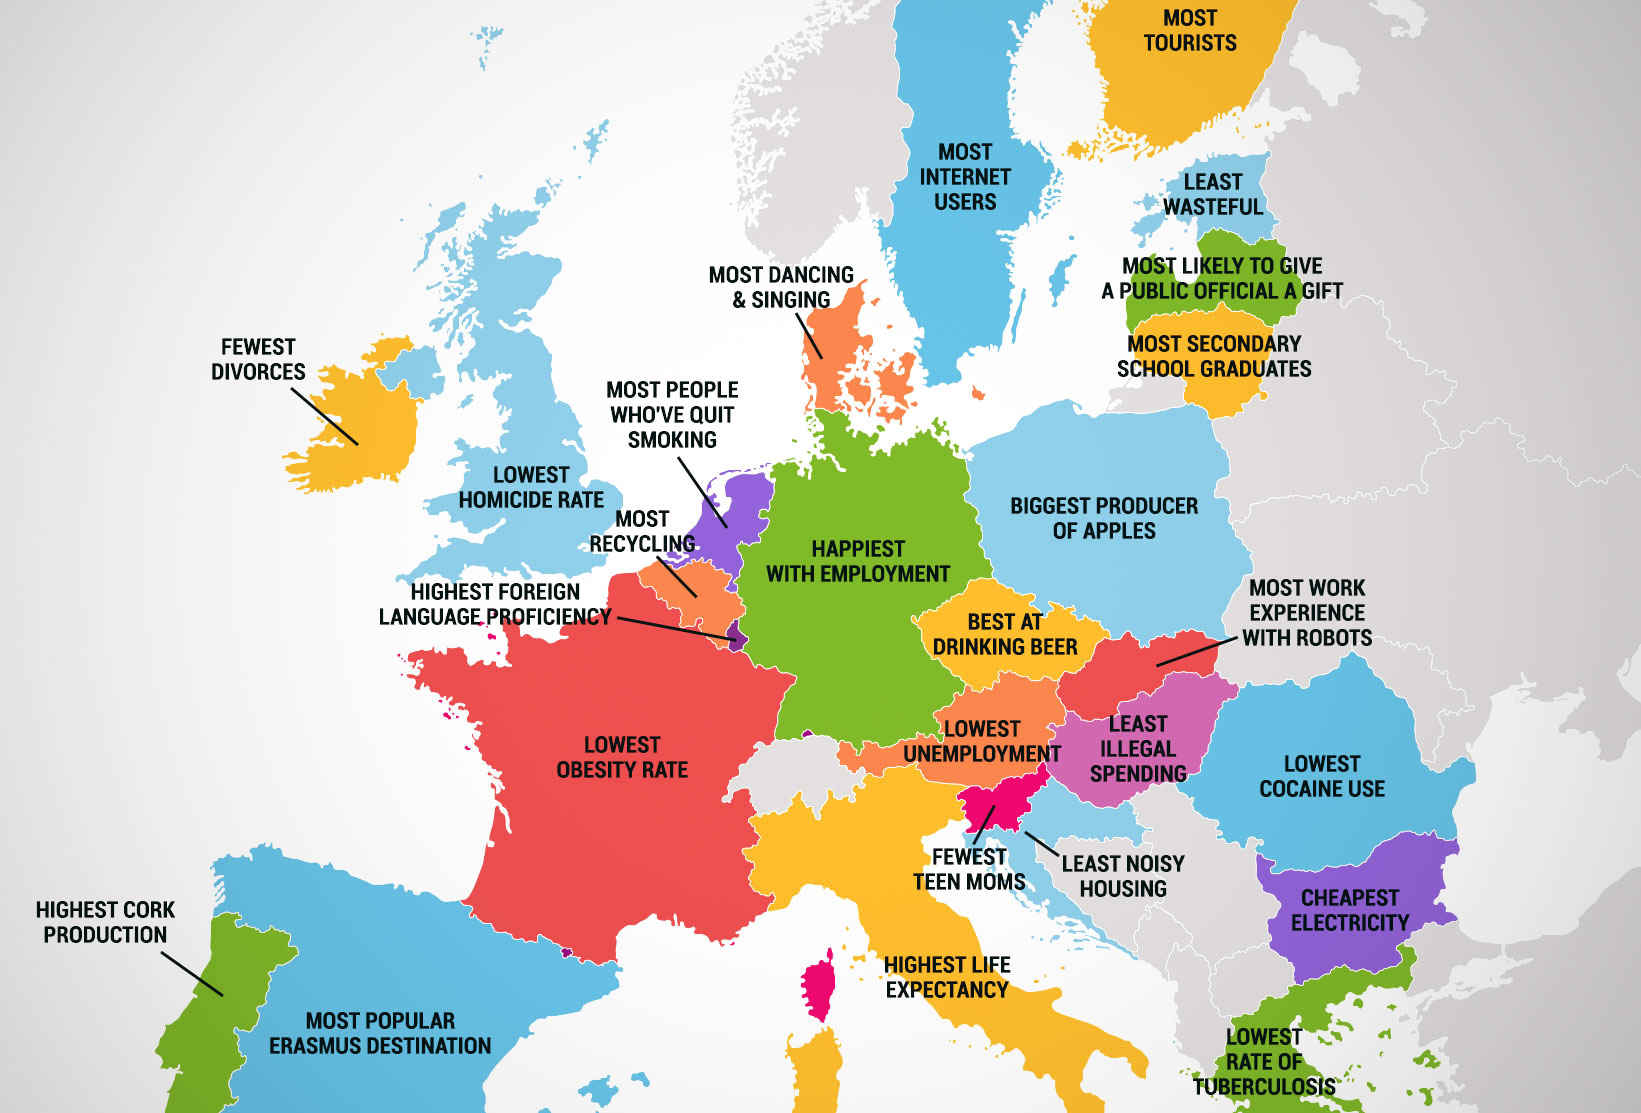 MOST
TOURISTS
MOST
INTERNET
USERS
LEAST
WASTEFUL
MOST LIKELY TO GIVE
A PUBLIC OFFICIAL A GIFT
MOST SECONDARY
SCHOOL GRADUATES
MOST DANCING
& SINGING
FEWEST
DIVORCES
MOST PEOPLE
WHO'VE QUIT
SMOKING
LOWEST
HOMICIDE RATE
MOST
RECYCLING
HIGHEST FOREIGN
LANGUAGE PROFICIENCY
HAPPIEST
WITH EMPLOYMENT
BIGGEST PRODUCER
OF APPLES
BEST AT
DRINKING BEER
MOST WORK
EXPERIENCE
WITH ROBOTS
LOWEST
OBESITY RATE
LOWEST
UNEMPLOYMENT
LEAST
ILLEGAL
SPENDING
LOWEST
COCAINE USE
FEWEST
TEEN MOMS
LEAST NOISY
HOUSING
CHEAPEST
ELECTRICITY
HIGHEST CORK
PRODUCTION
MOST POPULAR
ERASMUS DESTINATION
HIGHEST LIFE
EXPECTANCY
LOWEST
RATE OF
TUBERCULOSIS